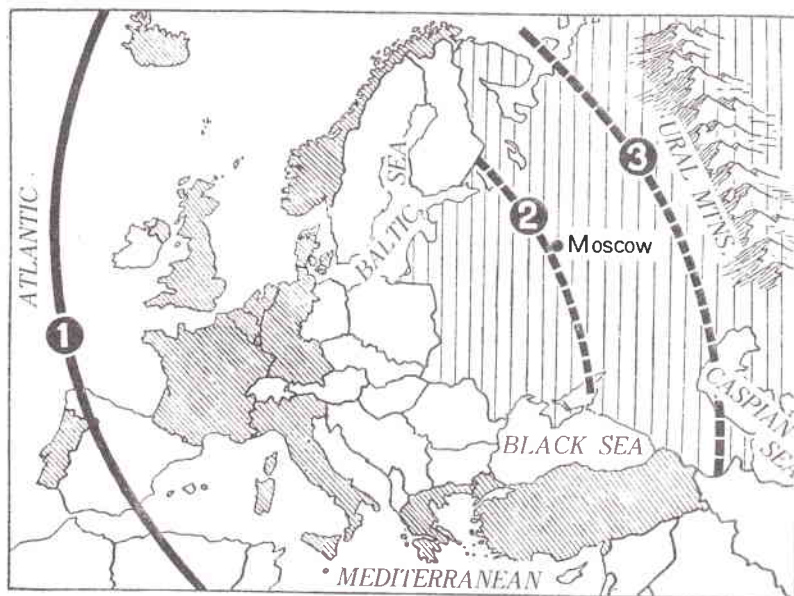 ATLANTIC
1
BALTIC SEA
2
Moscow
3
URAL MTNS.
CASPIAN SEA
BLACK SEA
MEDITERRANEAN